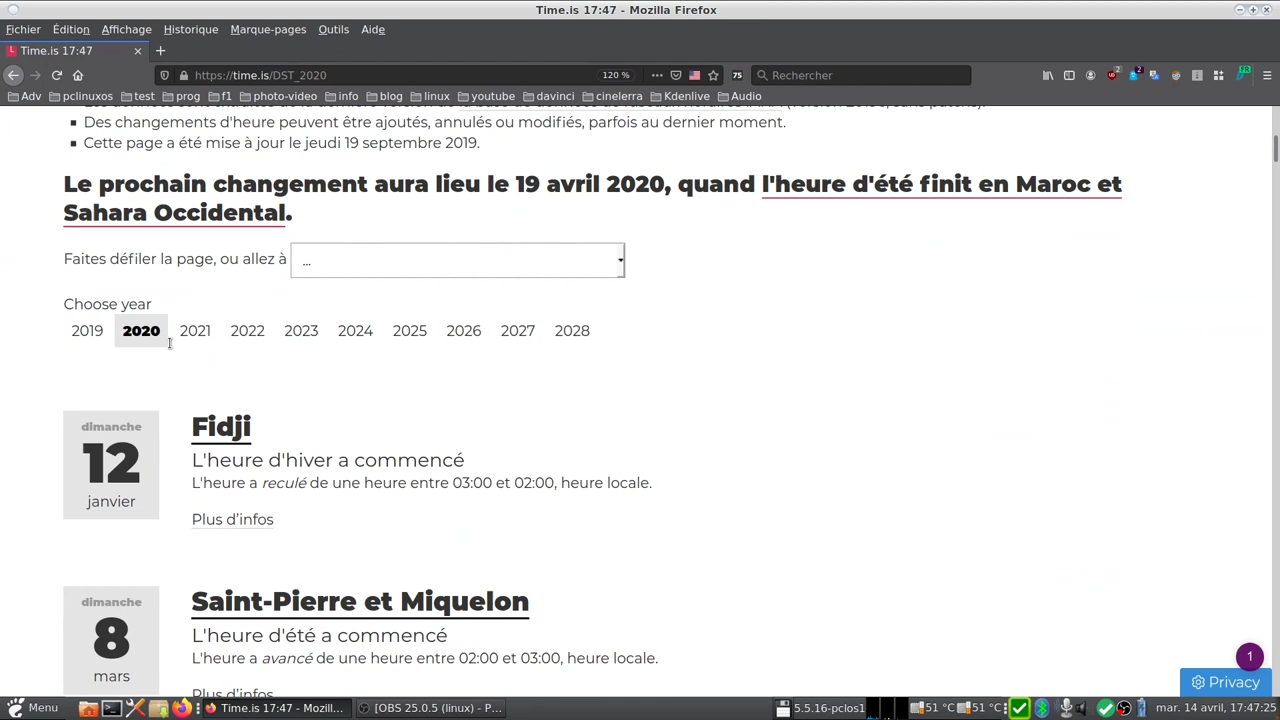 Time.is 17:47 - Mozilla Firefox
Fichier Édition Affichage Historique Marque-pages Outils Aide
Time.is 17:47
https://time.is/DST_2020 120 % 75 Rechercher
Adv pclinuxos test prog f1 photo-video info blog linux youtube davinci cinelerra Kdenlive Audio
Des changements d'heure peuvent être ajoutés, annulés ou modifiés, parfois au dernier moment.
Cette page a été mise à jour le jeudi 19 septembre 2019.
Le prochain changement aura lieu le 19 avril 2020, quand l'heure d'été finit en Maroc et
Sahara Occidental.
Faites défiler la page, ou allez à ...
Choose year
2019 2020 2021 2022 2023 2024 2025 2026 2027 2028
dimanche
12
janvier
Fidji
L'heure d'hiver a commencé
L'heure a reculé de une heure entre 03:00 et 02:00, heure locale.
Plus d'infos
dimanche
8
mars
Saint-Pierre et Miquelon
L'heure d'été a commencé
L'heure a avancé de une heure entre 02:00 et 03:00, heure locale.
Plus d'infos
1
Privacy
Menu Time.is 17:47 - Mozill... [OBS 25.0.5 (linux) - P... 5.5.16-pclos1 51 °C 51 °C mar. 14 avril, 17:47:25